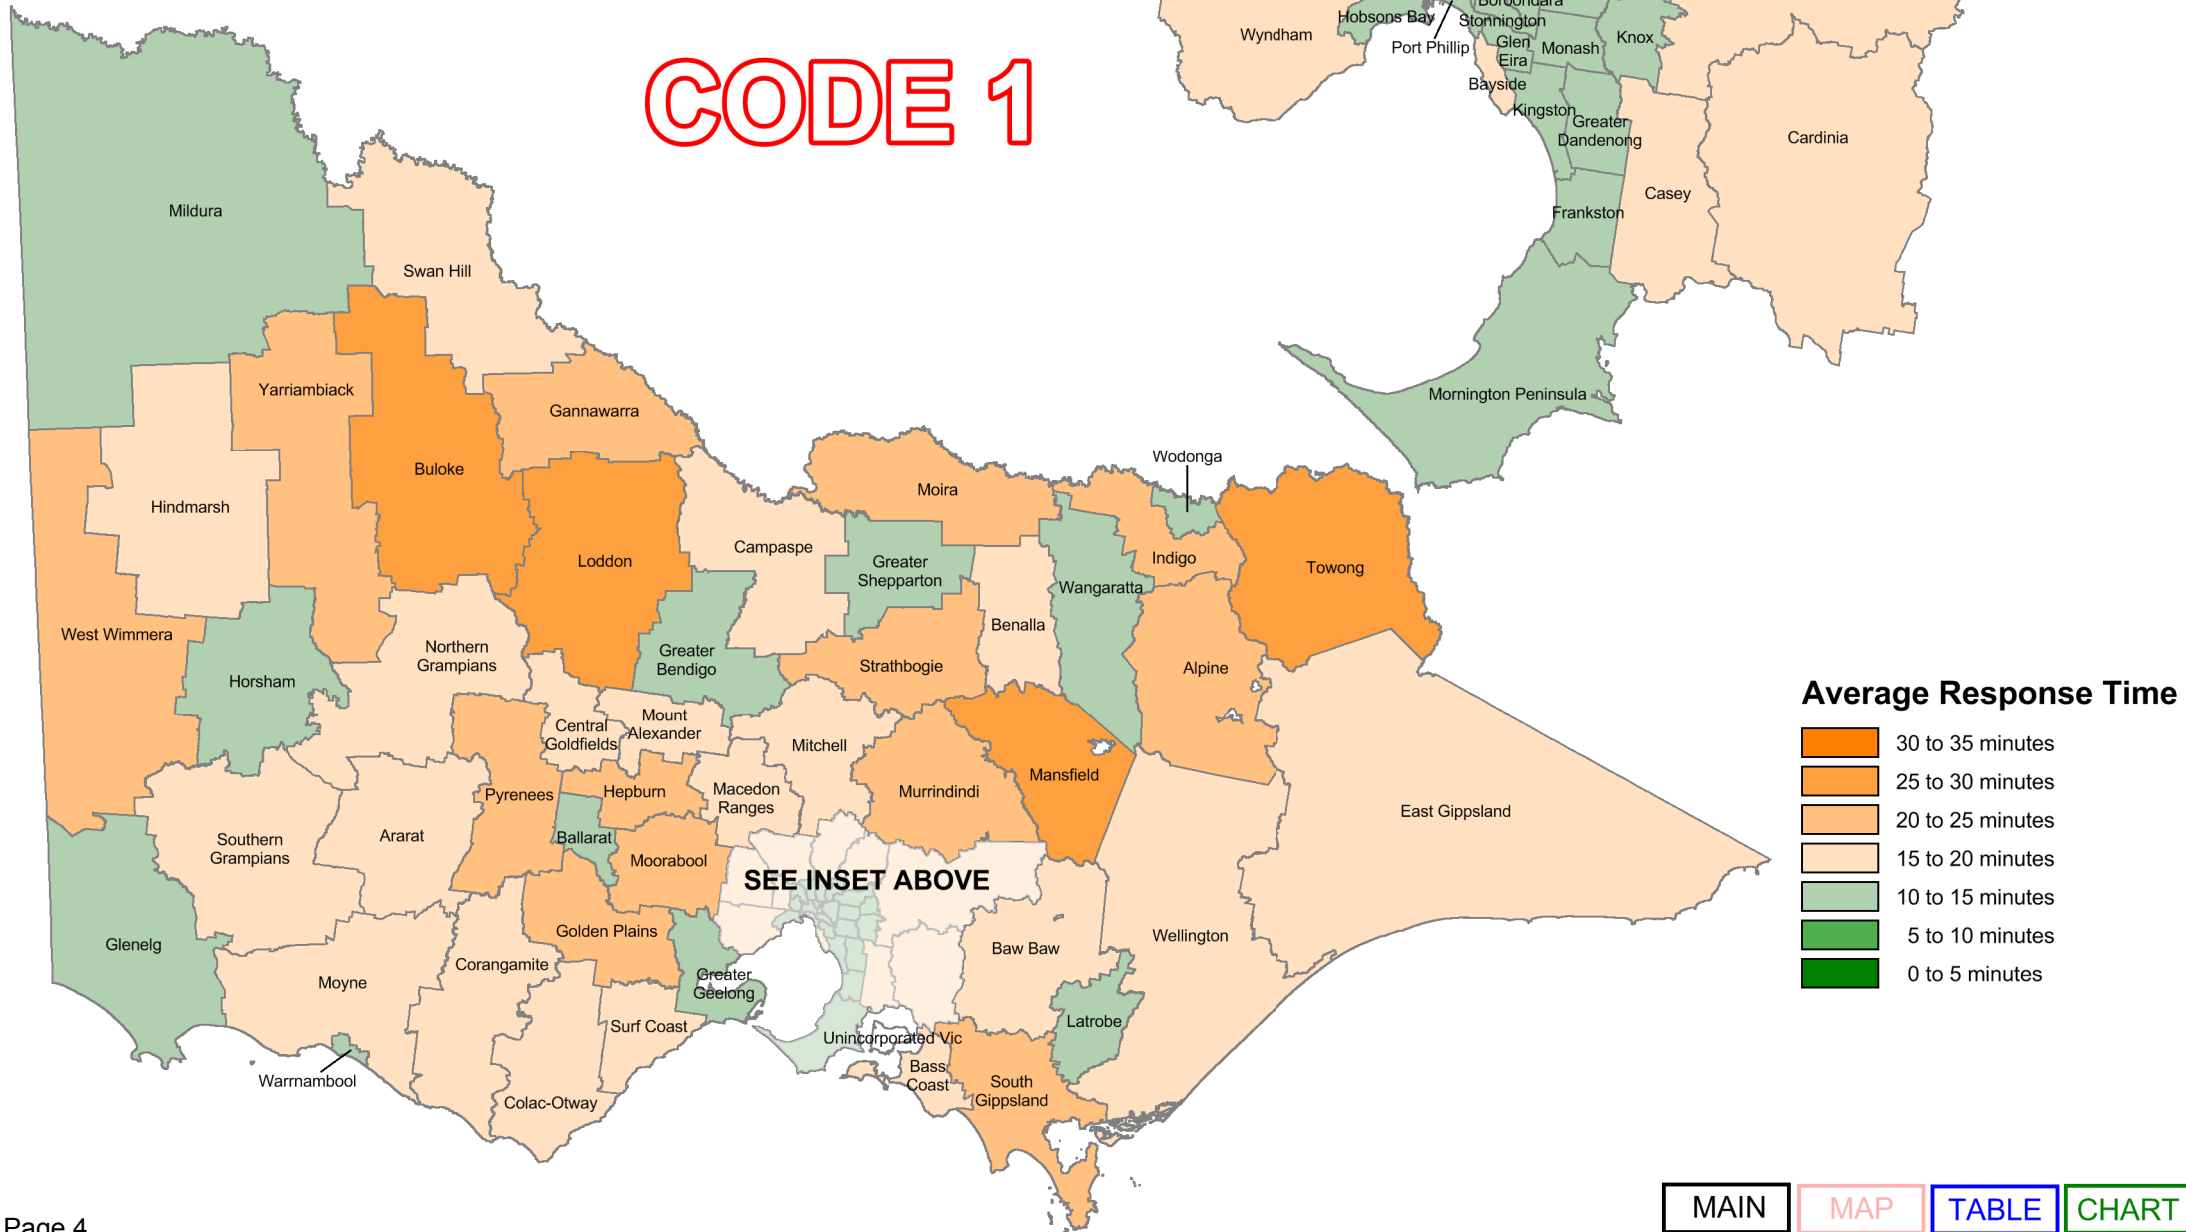 Boroondara
Hobsons Bay
Stonnington
Wyndham
Port Phillip
Glen
Eira
Monash
Knox
Bayside
Kingston
Greater
Dandenong
Cardinia
Casey
Frankston
Mornington Peninsula
CODE 1
Mildura
Swan Hill
Yarriambiack
Gannawarra
Buloke
Hindmarsh
Moira
Wodonga
Loddon
Campaspe
Greater
Shepparton
Wangaratta
Indigo
Towong
West Wimmera
Horsham
Northern
Grampians
Greater
Bendigo
Strathbogie
Benalla
Alpine
Central
Goldfields
Mount
Alexander
Mitchell
Pyrenees
Hepburn
Macedon
Ranges
Murrindindi
Mansfield
East Gippsland
Southern
Grampians
Ararat
Ballarat
Moorabool
SEE INSET ABOVE
Glenelg
Moyne
Corangamite
Golden Plains
Greater
Geelong
Baw Baw
Wellington
Latrobe
Surf Coast
Unincorporated Vic
Warrnambool
Colac-Otway
Bass
Coast
South
Gippsland
Average Response Time
30 to 35 minutes
25 to 30 minutes
20 to 25 minutes
15 to 20 minutes
10 to 15 minutes
5 to 10 minutes
0 to 5 minutes
MAIN
MAP
TABLE
CHART
Page 4